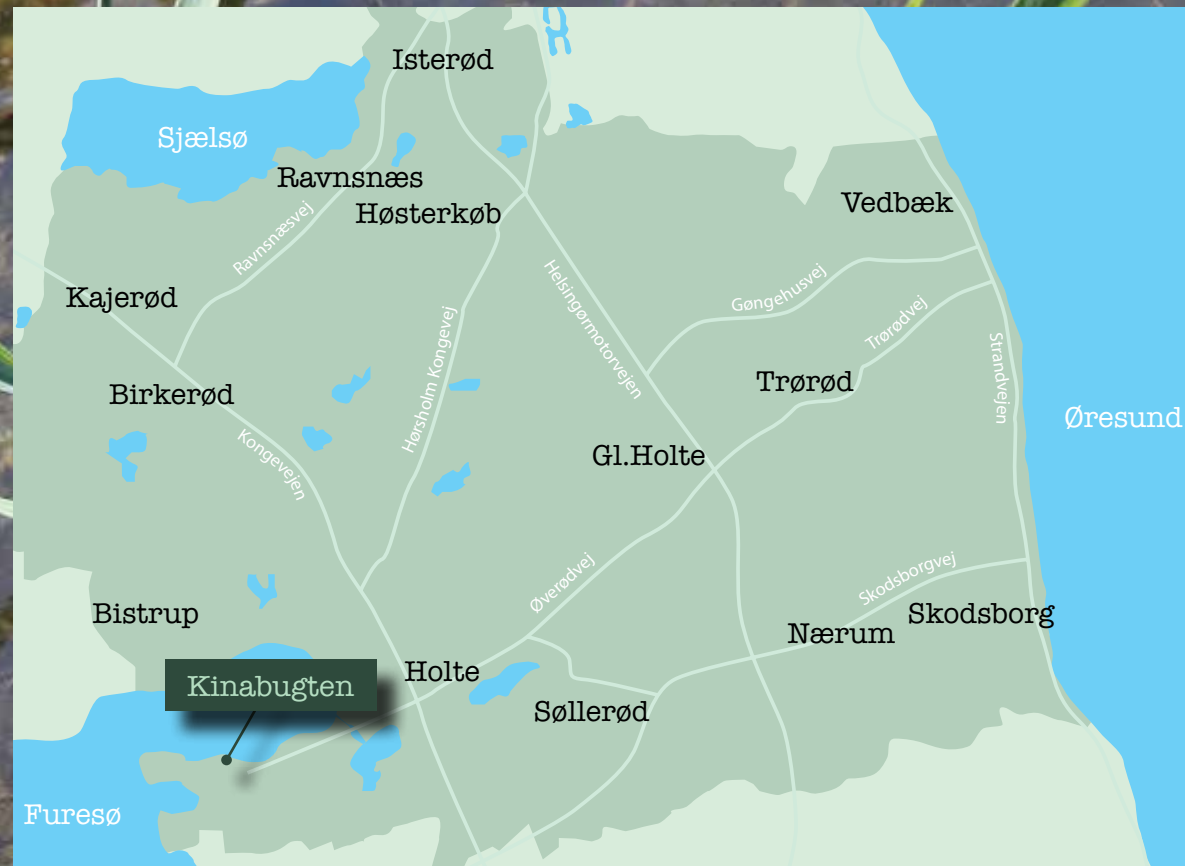 Isterød
Sjælsø
Ravnsnæs
Høsterkøb
Vedbæk
Ravnsnæsvej
Kajerød
Helsingørmotorvejen
Gøngehusvej
Trørødvej
Hørsholm Kongevej
Strandvejen
Birkerød
Trørød
Øresund
Kongevejen
Gl.Holte
Øverødvej
Skodsborgvej
Bistrup
Skodsborg
Nærum
Holte
Kinabugten
Søllerød
Furesø